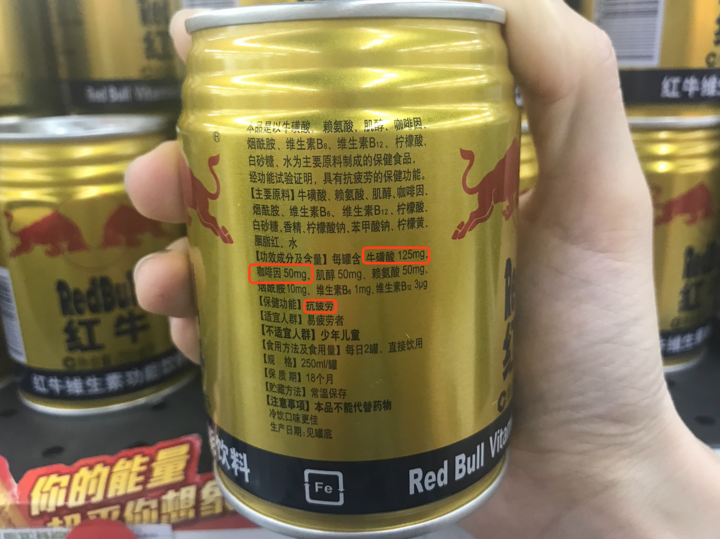 本品是以牛磺酸、赖氨酸、肌醇、咖啡因、
烟酰胺、维生素B₆、维生素B₁₂、柠檬酸、
白砂糖、水为主要原料制成的保健食品,
经功能试验证明,具有抗疲劳的保健功能。
【主要原料】牛磺酸、赖氨酸、肌醇、咖啡因、
烟酰胺、维生素B₆、维生素B₁₂、柠檬酸、
白砂糖、香精、柠檬酸钠、苯甲酸钠、柠檬黄、
胭脂红、水
【功效成分及含量】每罐含 牛磺酸 125mg、
咖啡因 50mg、肌醇 50mg、赖氨酸 50mg、
烟酰胺10mg、维生素B₆ 1mg、维生素B₁₂ 3μg
【保健功能】抗疲劳
【适宜人群】易疲劳者
【不适宜人群】少年儿童
【食用方法及食用量】每日2罐、直接饮用
【规 格】250ml/罐
【保 质 期】18个月
【贮藏方法】常温保存
【注意事项】本品不能代替药物
冷饮口味更佳
生产日期:见罐底
饮料
Fe
Red Bull Vitam
®
Red Bull Vitam
红牛
RedBull
红牛
红牛维生素功能饮料
红牛维生
你的能量